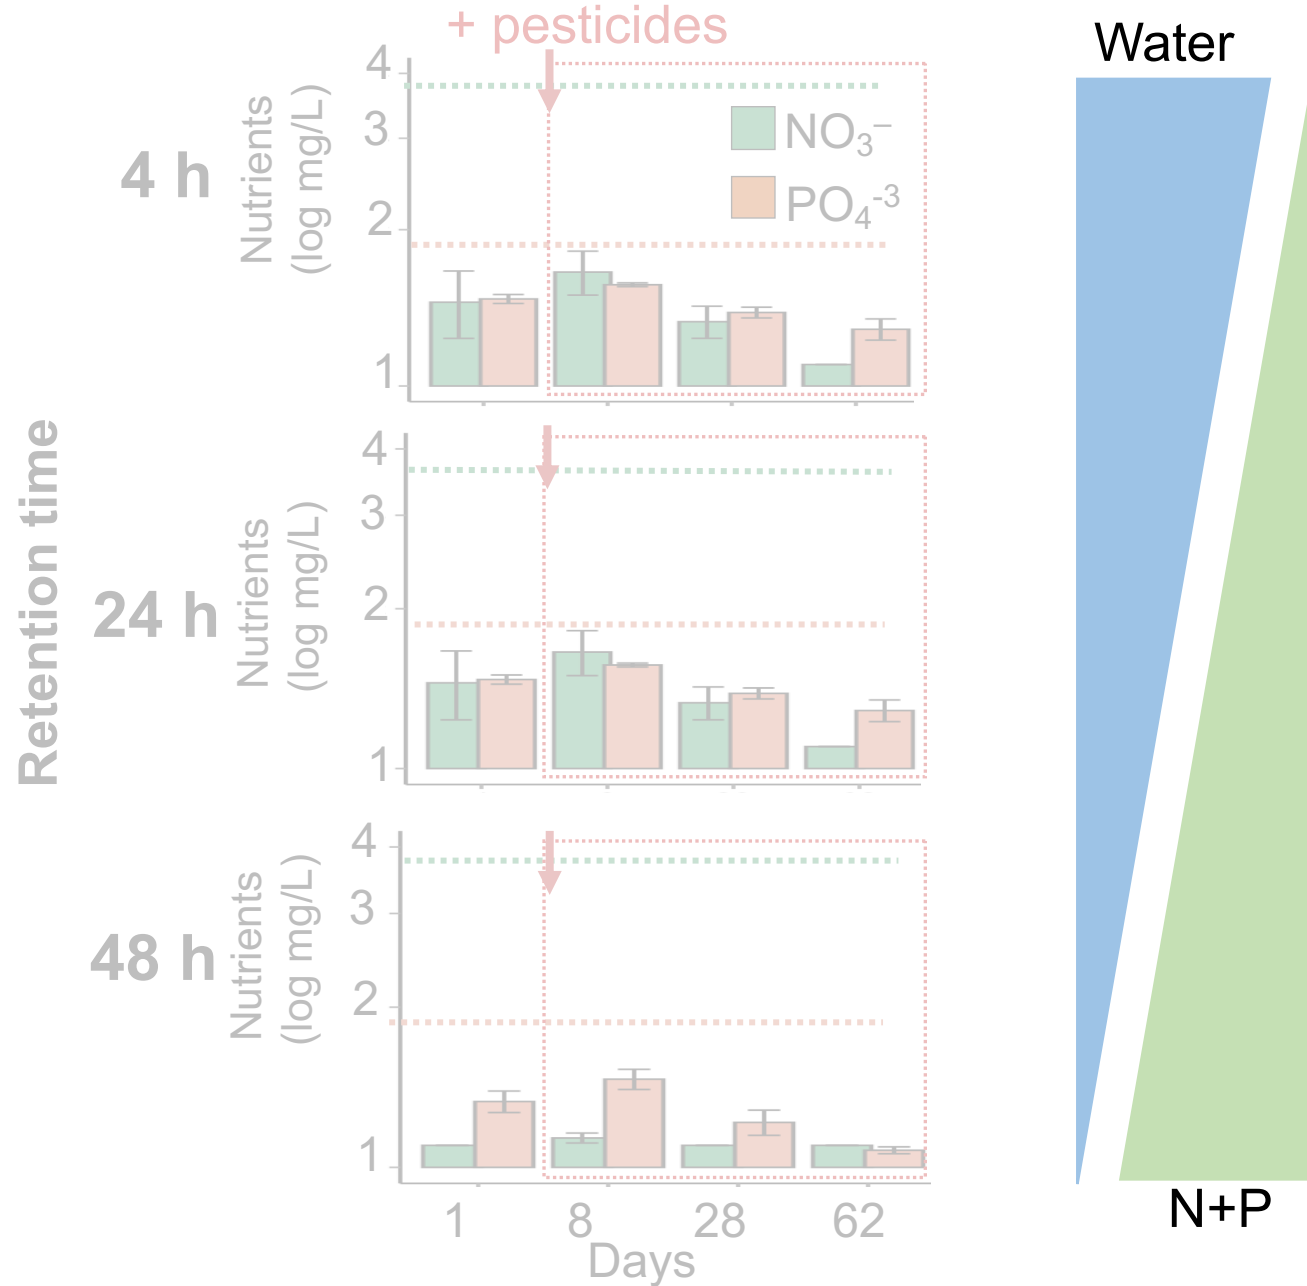 + pesticides
Water
4 h
Nutrients
(log mg/L)
4
3
2
1
NO₃⁻
PO₄⁻³
Retention time
24 h
Nutrients
(log mg/L)
4
3
2
1
48 h
Nutrients
(log mg/L)
4
3
2
1
1 8 28 62
Days
N+P